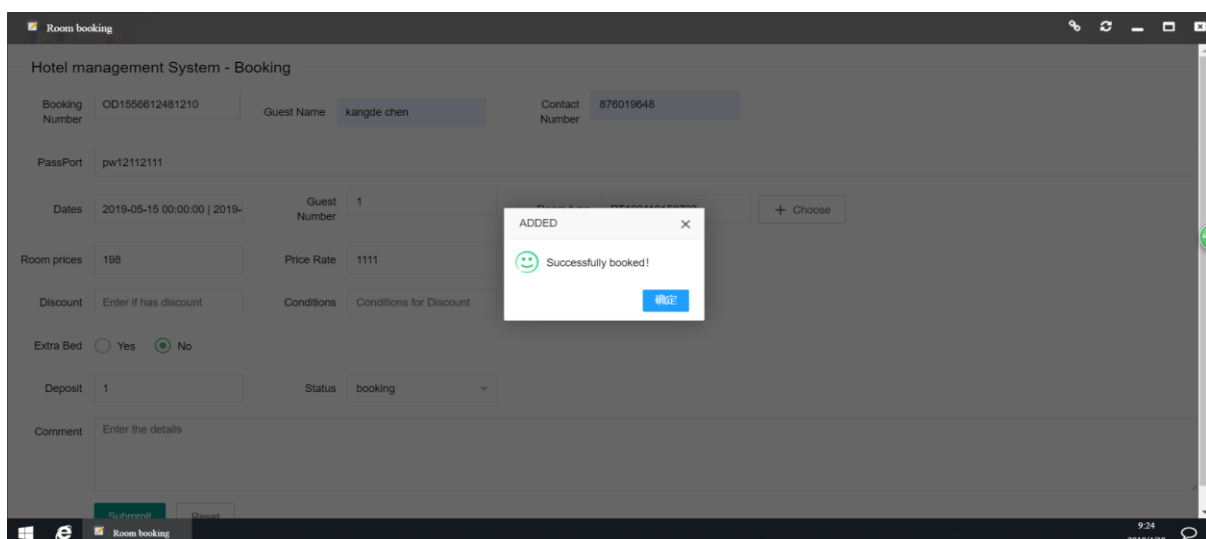 Room booking
Hotel management System - Booking
Booking Number OD1556612481210 Guest Name kangde chen Contact Number 876019648
PassPort pw12112111
Dates 2019-05-15 00:00:00 | 2019- Guest Number 1 Room type + Choose
ADDED
Successfully booked!
确定
Room prices 198 Price Rate 1111
Discount Enter if has discount Conditions Conditions for Discount
Extra Bed Yes No
Deposit 1 Status booking
Comment Enter the details
Submmit Reset
Room booking
9:24